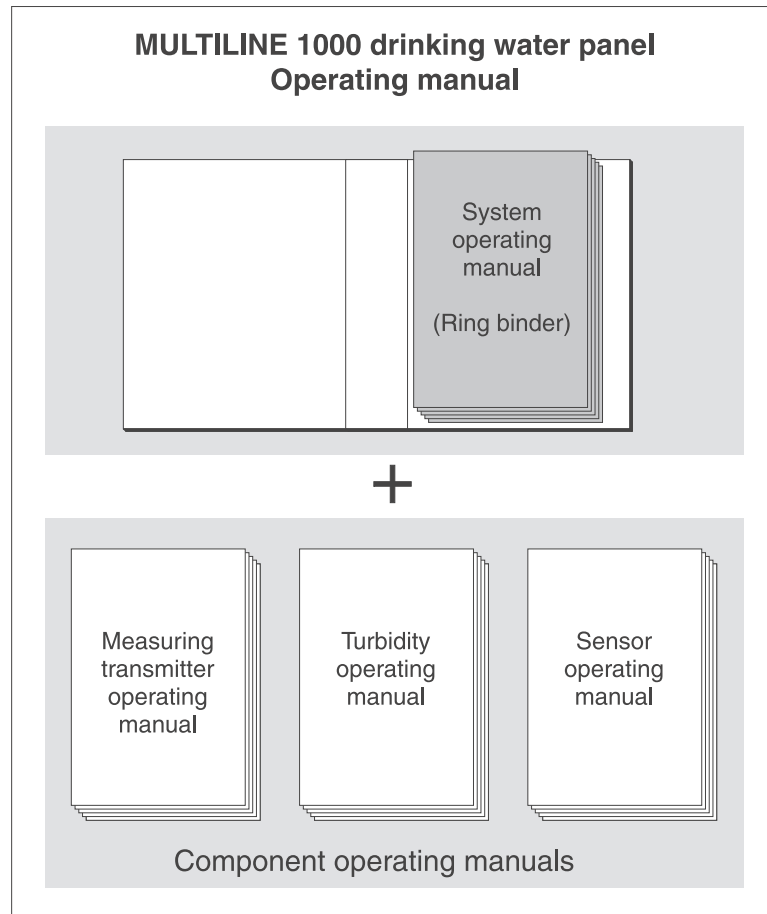 MULTILINE 1000 drinking water panel
Operating manual
System
operating
manual
(Ring binder)
+
Measuring
transmitter
operating
manual
Turbidity
operating
manual
Sensor
operating
manual
Component operating manuals